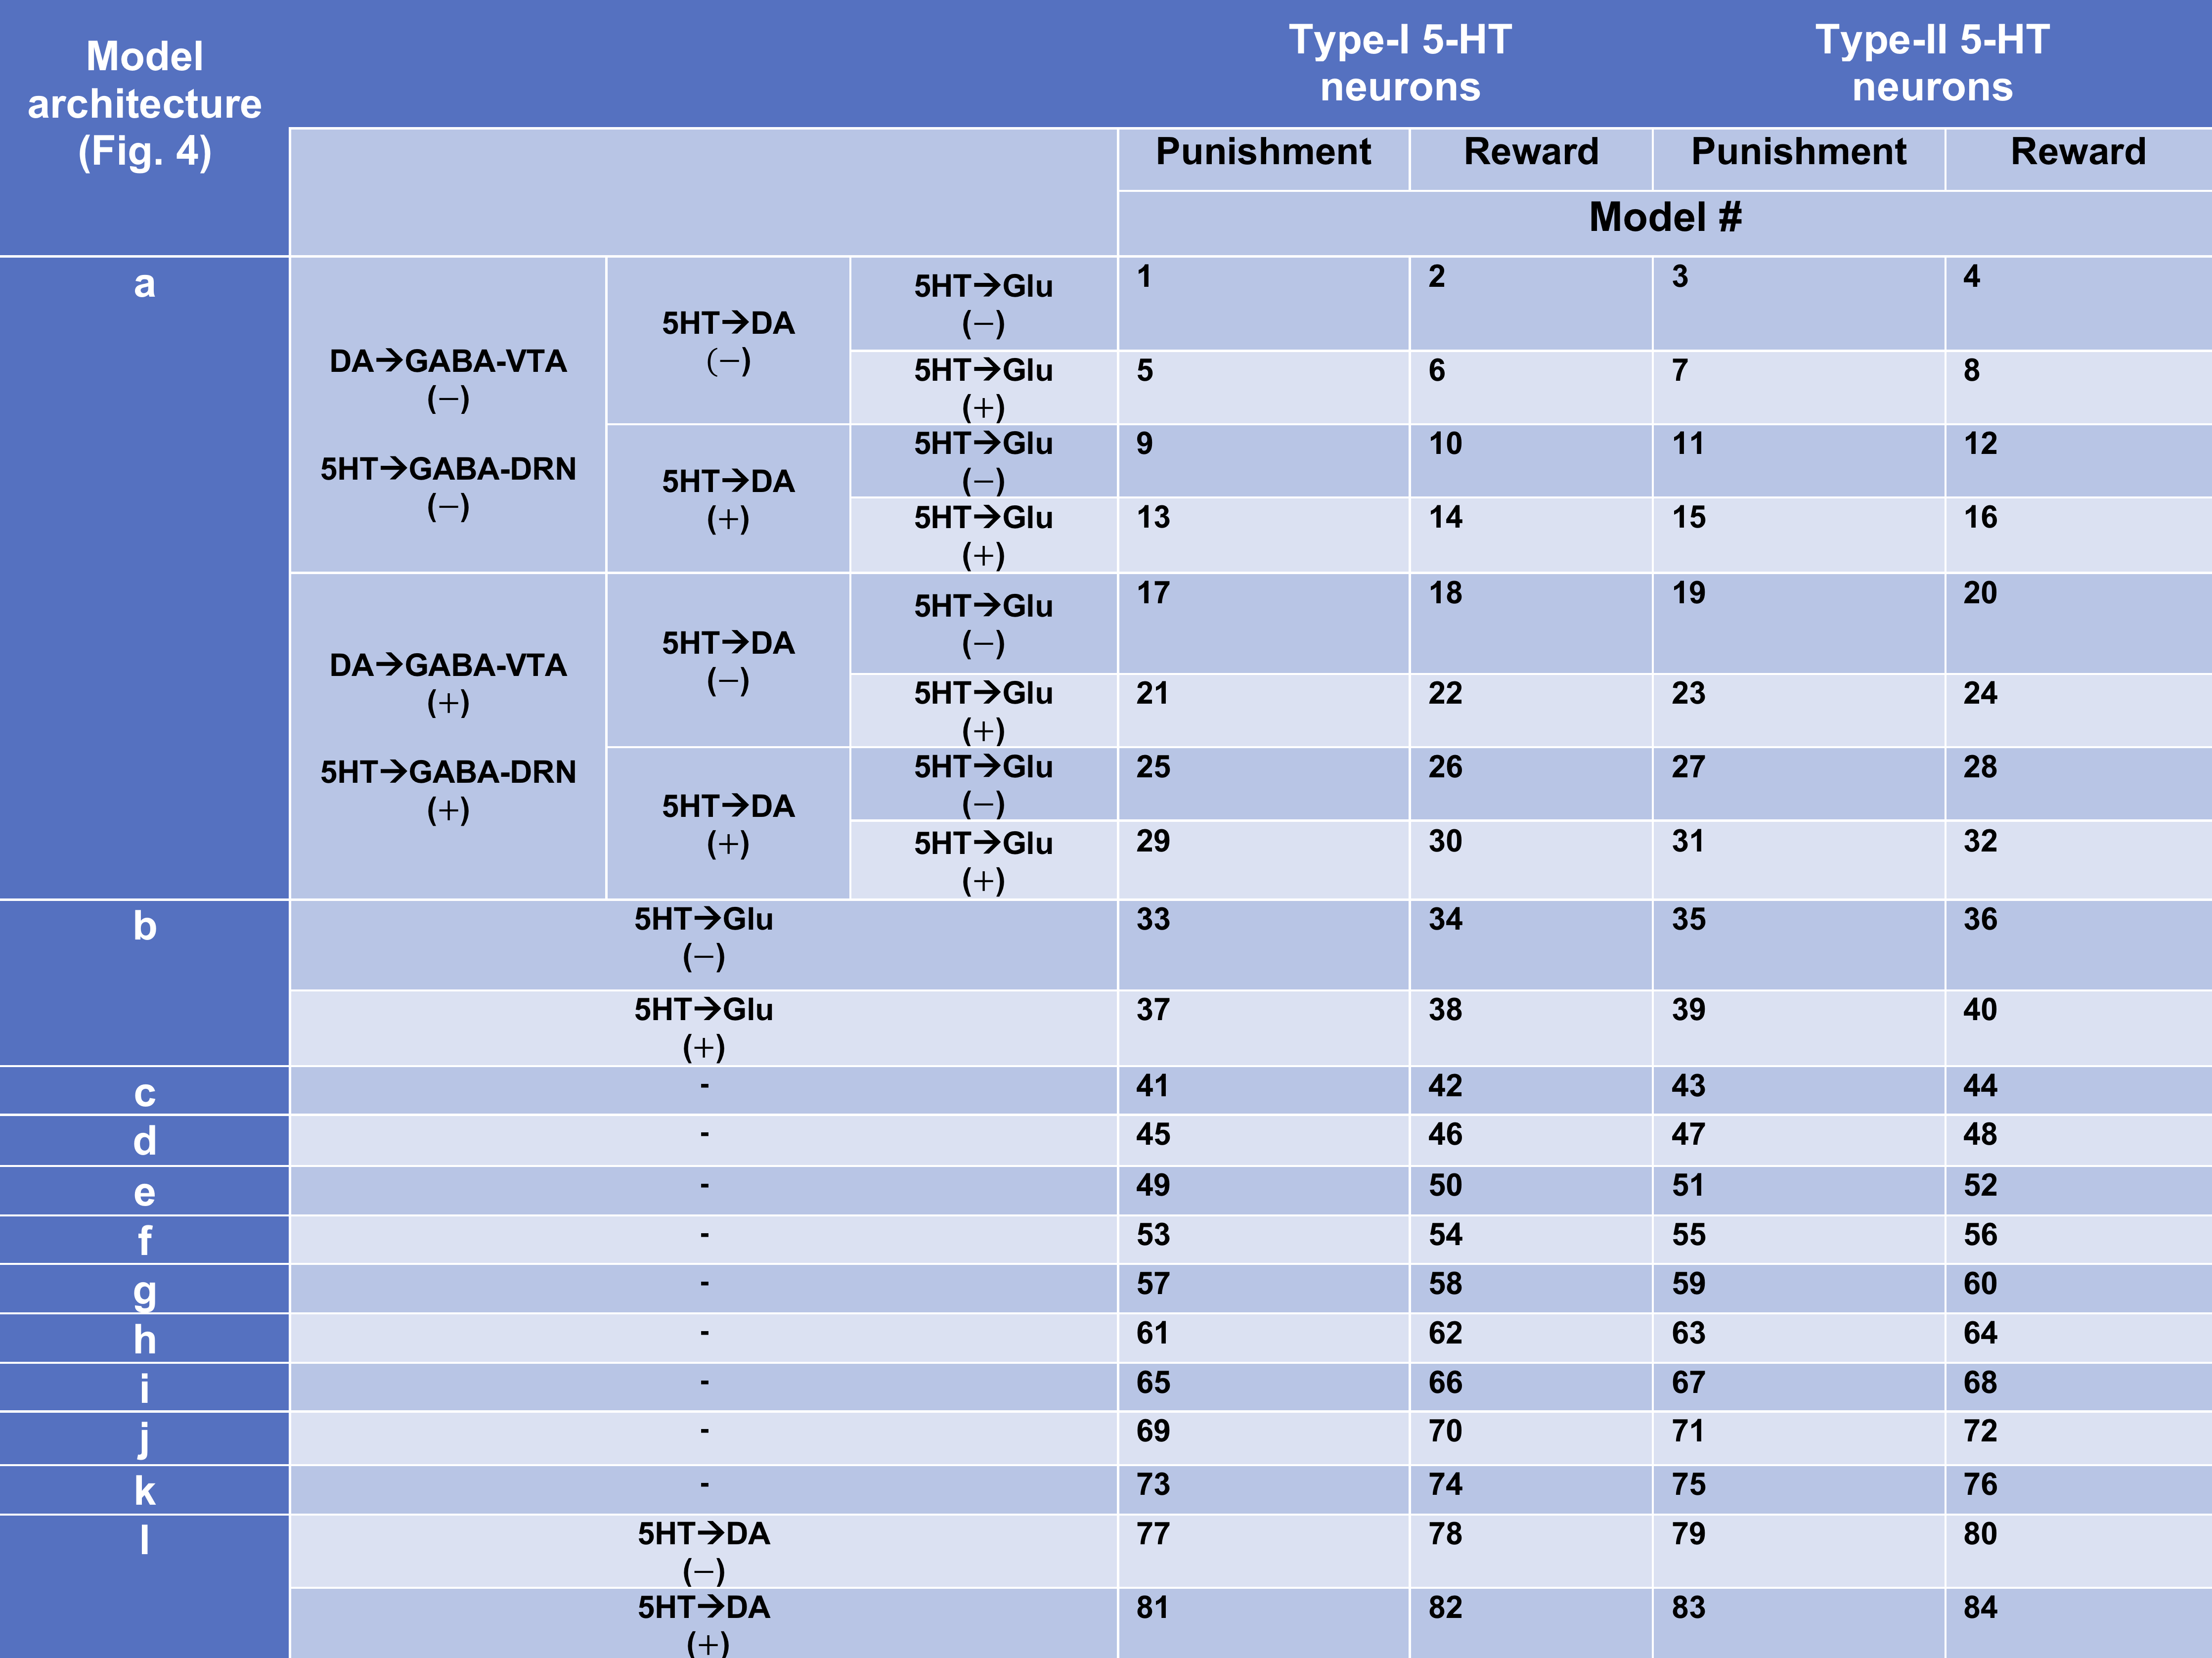 Model
architecture
(Fig. 4)
Type-I 5-HT
neurons
Type-II 5-HT
neurons
Punishment
Reward
Punishment
Reward
Model #
a
DA→GABA-VTA
(−)
5HT→GABA-DRN
(−)
5HT→DA
(−)
5HT→Glu
(−)
1
2
3
4
5HT→Glu
(+)
5
6
7
8
5HT→DA
(+)
5HT→Glu
(−)
9
10
11
12
5HT→Glu
(+)
13
14
15
16
DA→GABA-VTA
(+)
5HT→GABA-DRN
(+)
5HT→DA
(−)
5HT→Glu
(−)
17
18
19
20
5HT→Glu
(+)
21
22
23
24
5HT→DA
(+)
5HT→Glu
(−)
25
26
27
28
5HT→Glu
(+)
29
30
31
32
b
5HT→Glu
(−)
33
34
35
36
5HT→Glu
(+)
37
38
39
40
c
-
41
42
43
44
d
-
45
46
47
48
e
-
49
50
51
52
f
-
53
54
55
56
g
-
57
58
59
60
h
-
61
62
63
64
i
-
65
66
67
68
j
-
69
70
71
72
k
-
73
74
75
76
l
5HT→DA
(−)
77
78
79
80
5HT→DA
(+)
81
82
83
84